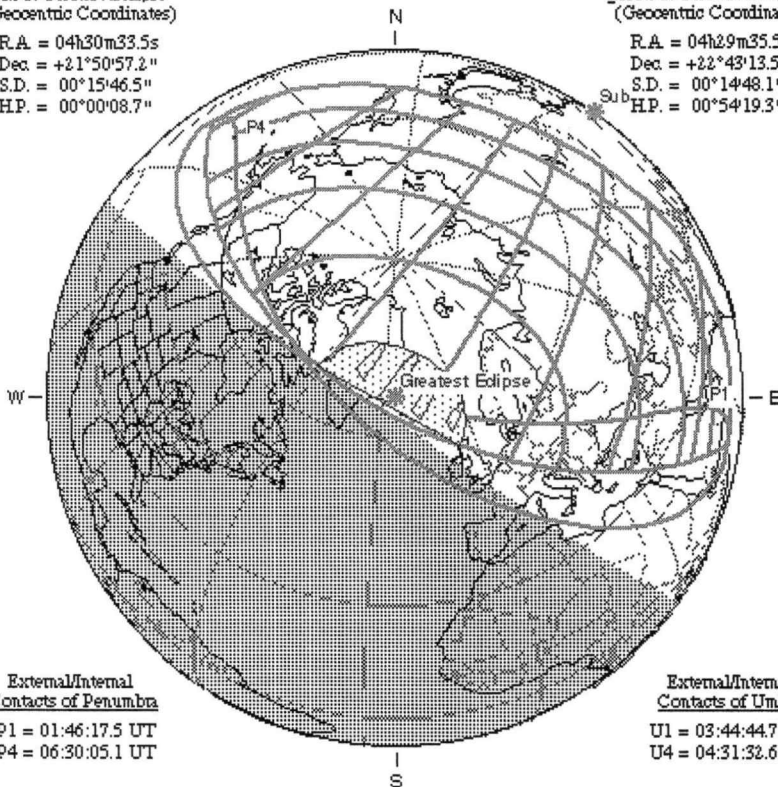 (Geocentric Coordinates)
R.A. = 04h30m33.5s
Dec. = +21°50'57.2"
S.D. = 00°15'46.5"
H.P. = 00°00'08.7"
(Geocentric Coordina
R.A. = 04h29m35.5
Dec. = +22°43'13.5
S.D. = 00°14'48.1"
H.P. = 00°54'19.3"
N
Sub
P4
Greatest Eclipse
W
E
P1
S
External/Internal
Contacts of Penumbra
P1 = 01:46:17.5 UT
P4 = 06:30:05.1 UT
External/Intern
Contacts of Um
U1 = 03:44:44.7
U4 = 04:31:32.6